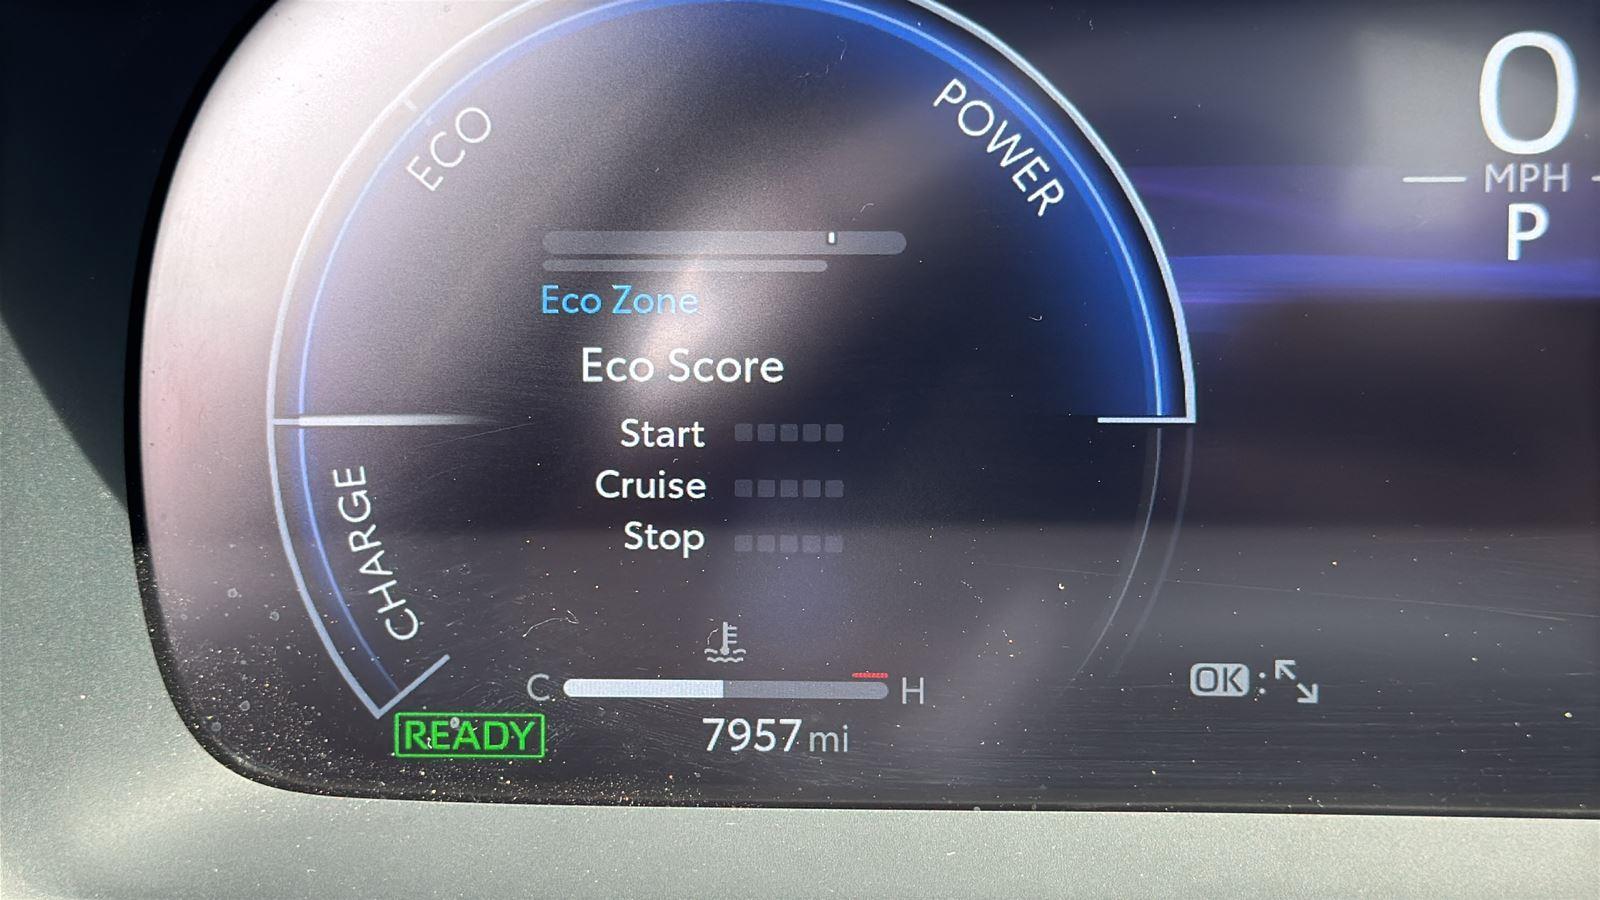 ECO
POWER
0
MPH
P
Eco Zone
Eco Score
Start
Cruise
Stop
CHARGE
C H
READY
7957 mi
OK :